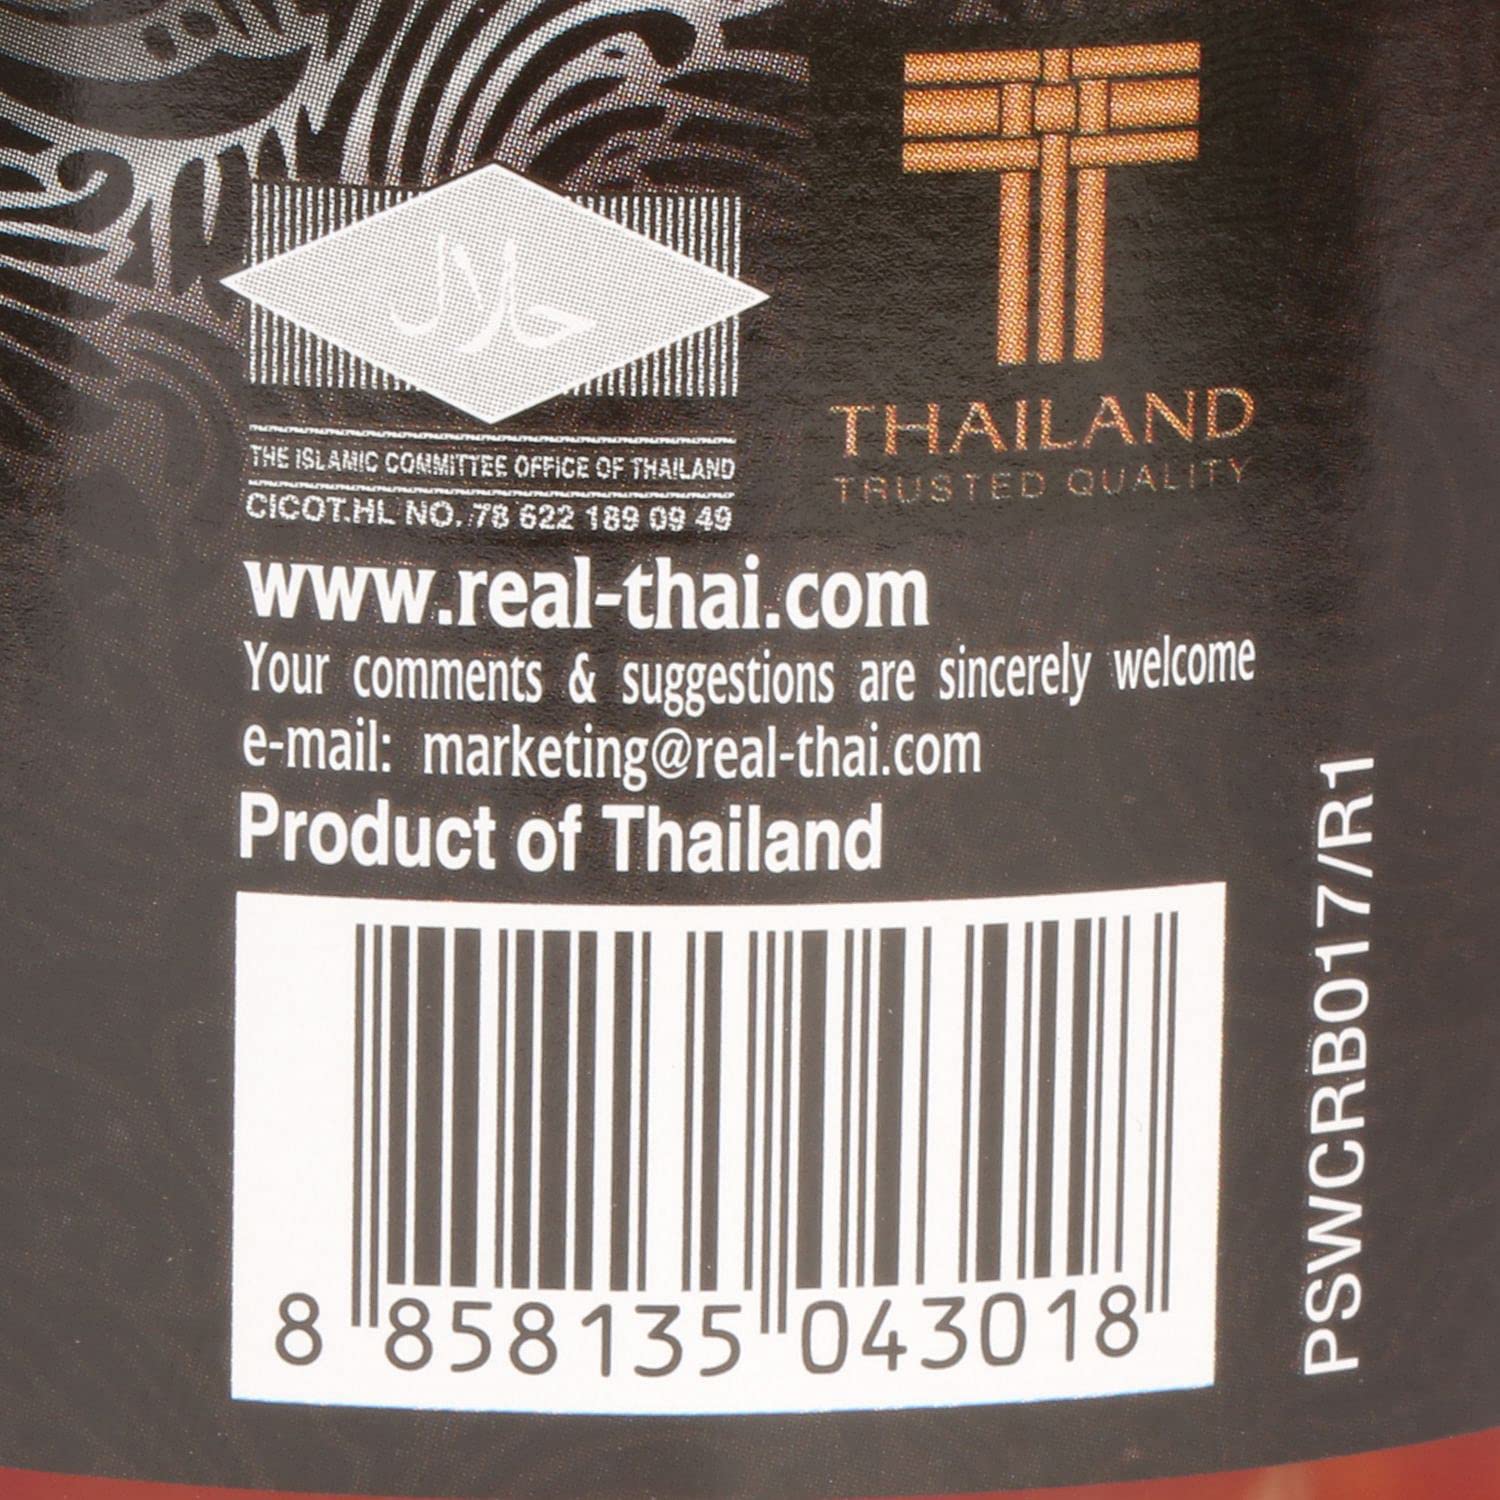 حلال
THE ISLAMIC COMMITTEE OFFICE OF THAILAND
CICOT.HL NO. 78 622 189 09 49
THAILAND
TRUSTED QUALITY
www.real-thai.com
Your comments & suggestions are sincerely welcome
e-mail: marketing@real-thai.com
Product of Thailand
8 858135 043018
PSWCRB017/R1